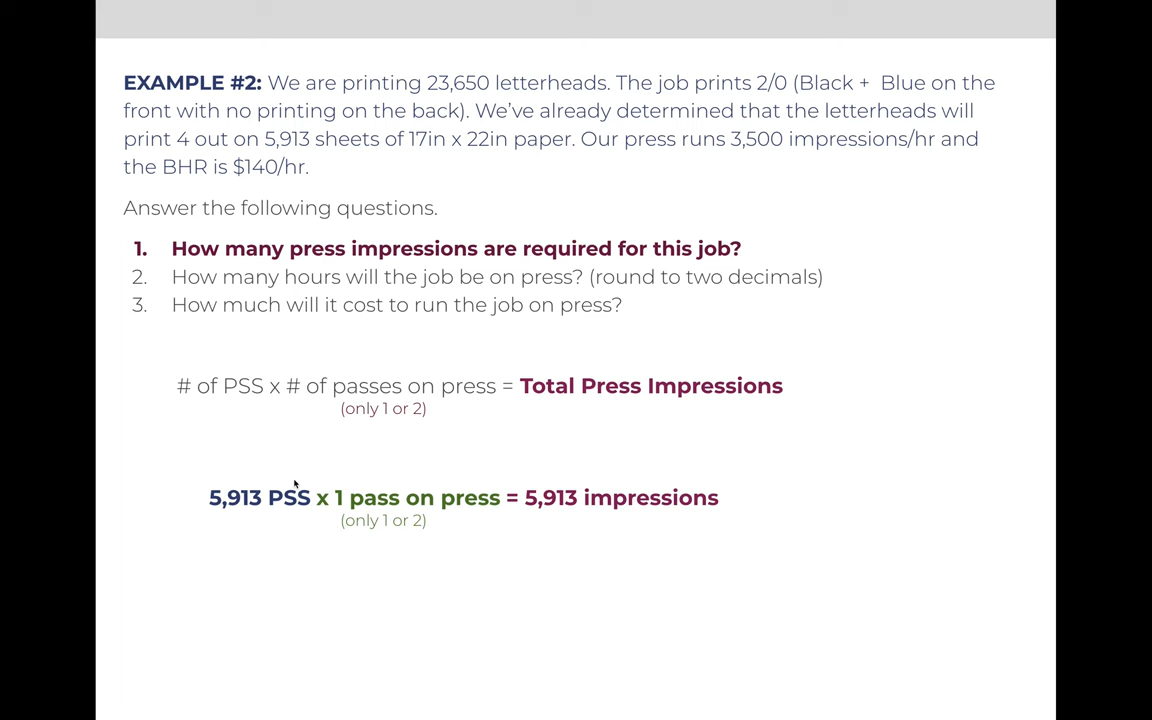 EXAMPLE #2: We are printing 23,650 letterheads. The job prints 2/0 (Black + Blue on the
front with no printing on the back). We’ve already determined that the letterheads will
print 4 out on 5,913 sheets of 17in x 22in paper. Our press runs 3,500 impressions/hr and
the BHR is $140/hr.
Answer the following questions.
1. How many press impressions are required for this job?
2. How many hours will the job be on press? (round to two decimals)
3. How much will it cost to run the job on press?
# of PSS x # of passes on press = Total Press Impressions
(only 1 or 2)
5,913 PSS x 1 pass on press = 5,913 impressions
(only 1 or 2)